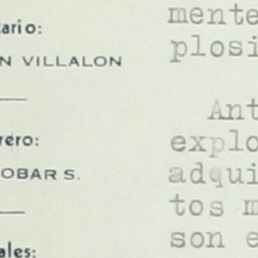 ario:
N VILLALON
rero:
OBAR S.
ales:
mente
plosi
Ant
explo
adqui
tos m
son e